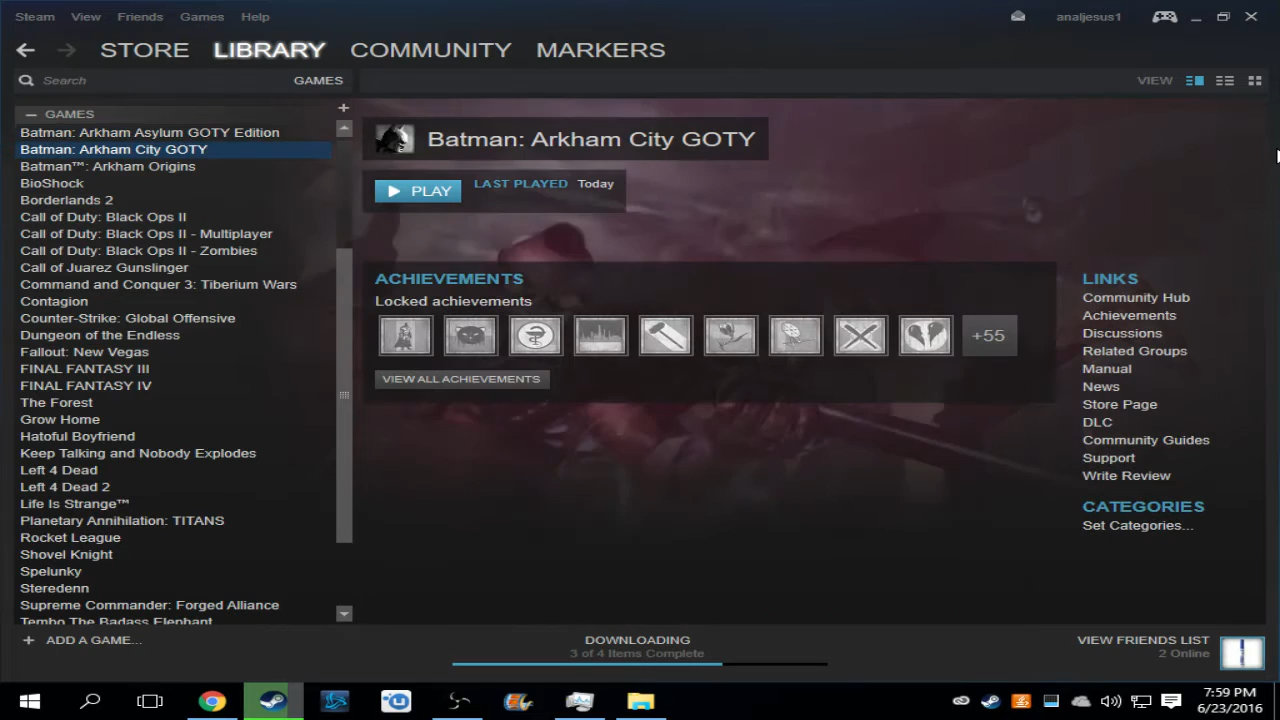 Steam View Friends Games Help
analjesus1
STORE LIBRARY COMMUNITY MARKERS
Search GAMES
VIEW
GAMES
Batman: Arkham Asylum GOTY Edition
Batman: Arkham City GOTY
Batman™: Arkham Origins
BioShock
Borderlands 2
Call of Duty: Black Ops II
Call of Duty: Black Ops II - Multiplayer
Call of Duty: Black Ops II - Zombies
Call of Juarez Gunslinger
Command and Conquer 3: Tiberium Wars
Contagion
Counter-Strike: Global Offensive
Dungeon of the Endless
Fallout: New Vegas
FINAL FANTASY III
FINAL FANTASY IV
The Forest
Grow Home
Hatoful Boyfriend
Keep Talking and Nobody Explodes
Left 4 Dead
Left 4 Dead 2
Life Is Strange™
Planetary Annihilation: TITANS
Rocket League
Shovel Knight
Spelunky
Steredenn
Supreme Commander: Forged Alliance
Tembo The Badass Elephant
Batman: Arkham City GOTY
PLAY LAST PLAYED Today
ACHIEVEMENTS
Locked achievements
+55
VIEW ALL ACHIEVEMENTS
LINKS
Community Hub
Achievements
Discussions
Related Groups
Manual
News
Store Page
DLC
Community Guides
Support
Write Review
CATEGORIES
Set Categories...
+ ADD A GAME...
DOWNLOADING
3 of 4 Items Complete
VIEW FRIENDS LIST
2 Online
7:59 PM
6/23/2016